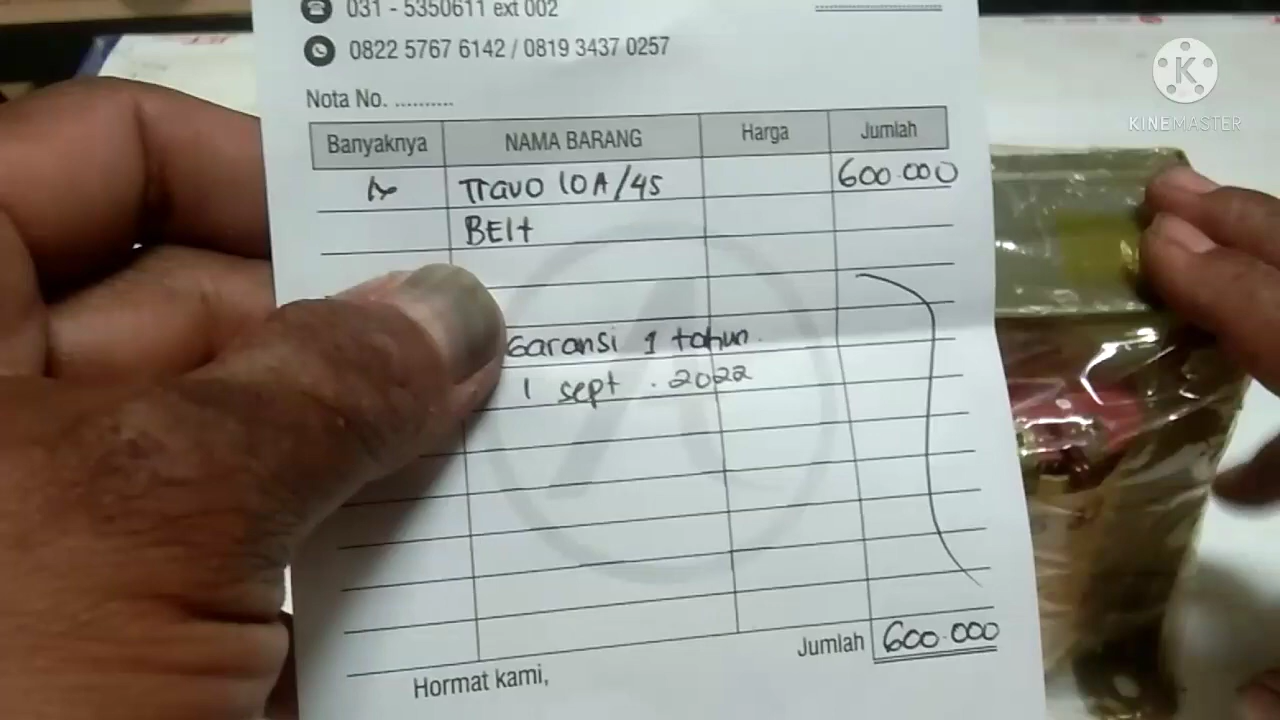 031 - 5350611 ext 002
0822 5767 6142 / 0819 3437 0257
Nota No. ..........
Banyaknya NAMA BARANG Harga Jumlah
Travo 10A/45 600.000
BElt
Garansi 1 tahun.
1 sept . 2022
Jumlah 600.000
Hormat kami,
K
KINEMASTER